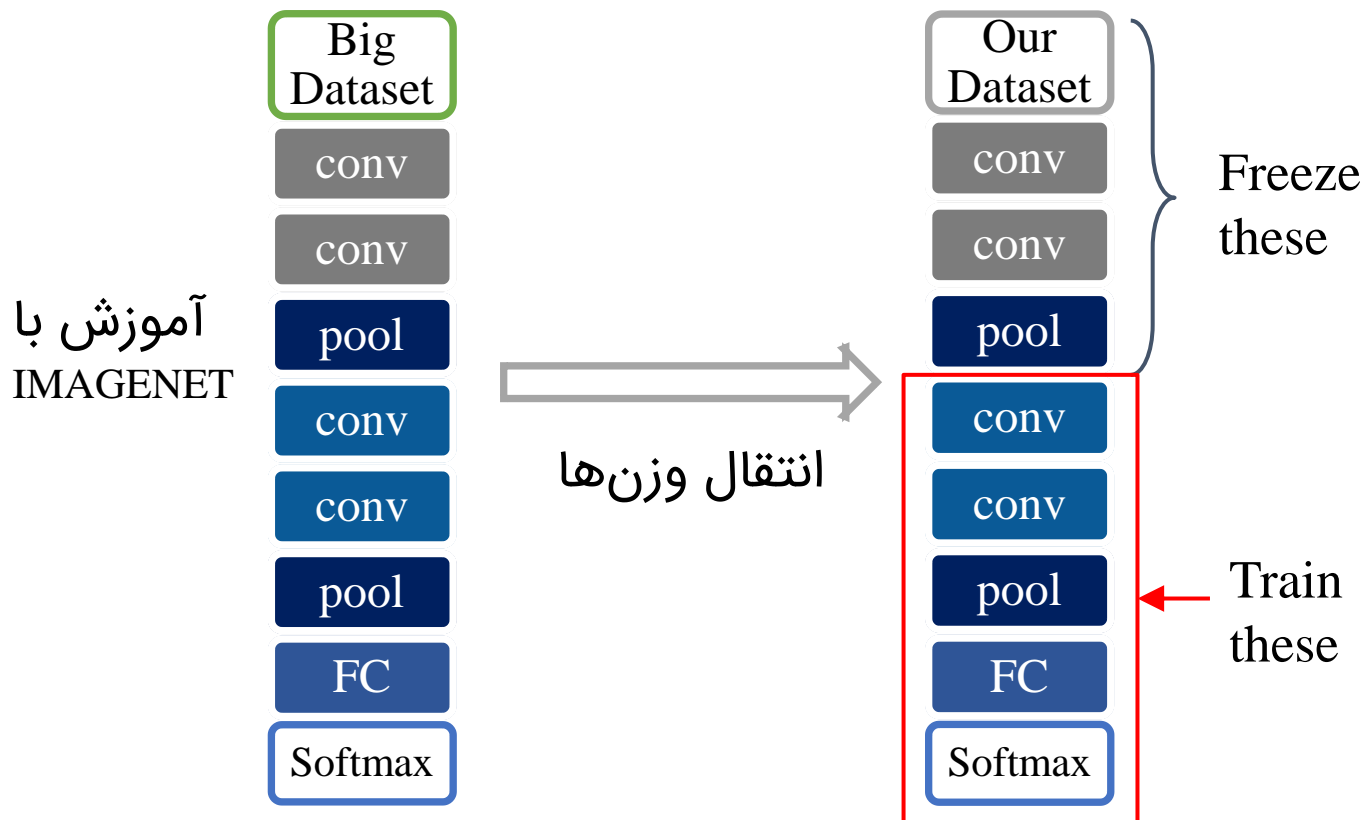 Big
Dataset
conv
conv
pool
conv
conv
pool
FC
Softmax
آموزش با
IMAGENET
انتقال وزن‌ها
Our
Dataset
conv
conv
pool
conv
conv
pool
FC
Softmax
Freeze
these
Train
these